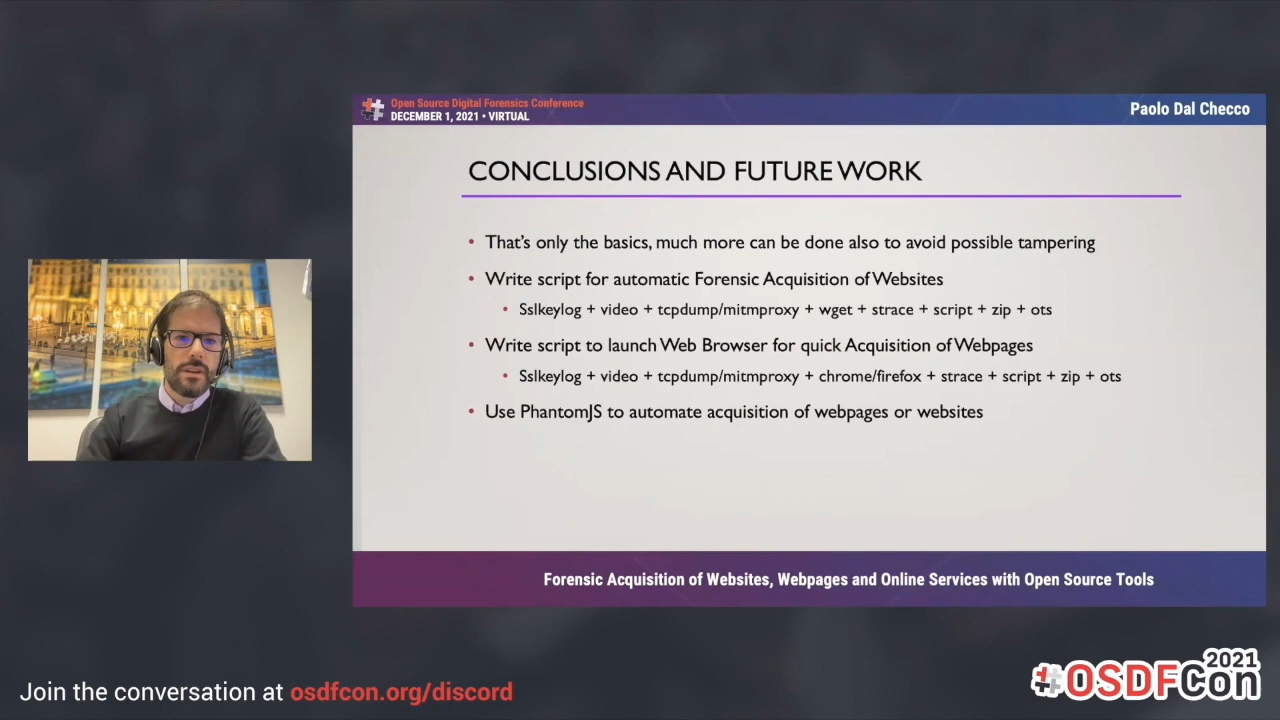 Open Source Digital Forensics Conference
DECEMBER 1, 2021 • VIRTUAL
Paolo Dal Checco
CONCLUSIONS AND FUTURE WORK
• That's only the basics, much more can be done also to avoid possible tampering
• Write script for automatic Forensic Acquisition of Websites
• Sslkeylog + video + tcpdump/mitmproxy + wget + strace + script + zip + ots
• Write script to launch Web Browser for quick Acquisition of Webpages
• Sslkeylog + video + tcpdump/mitmproxy + chrome/firefox + strace + script + zip + ots
• Use PhantomJS to automate acquisition of webpages or websites
Forensic Acquisition of Websites, Webpages and Online Services with Open Source Tools
Join the conversation at osdfcon.org/discord
2021
#OSDFCon